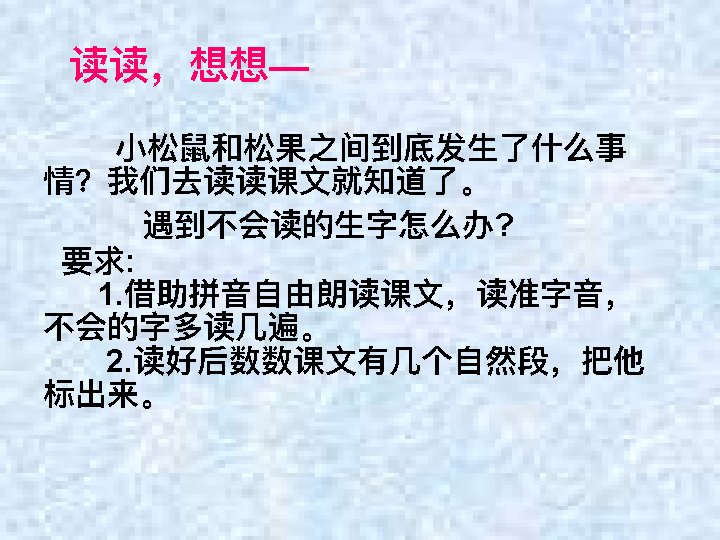 读读，想想—
小松鼠和松果之间到底发生了什么事
情？我们去读读课文就知道了。
遇到不会读的生字怎么办?
要求:
1.借助拼音自由朗读课文，读准字音，
不会的字多读几遍。
2.读好后数数课文有几个自然段，把他
标出来。